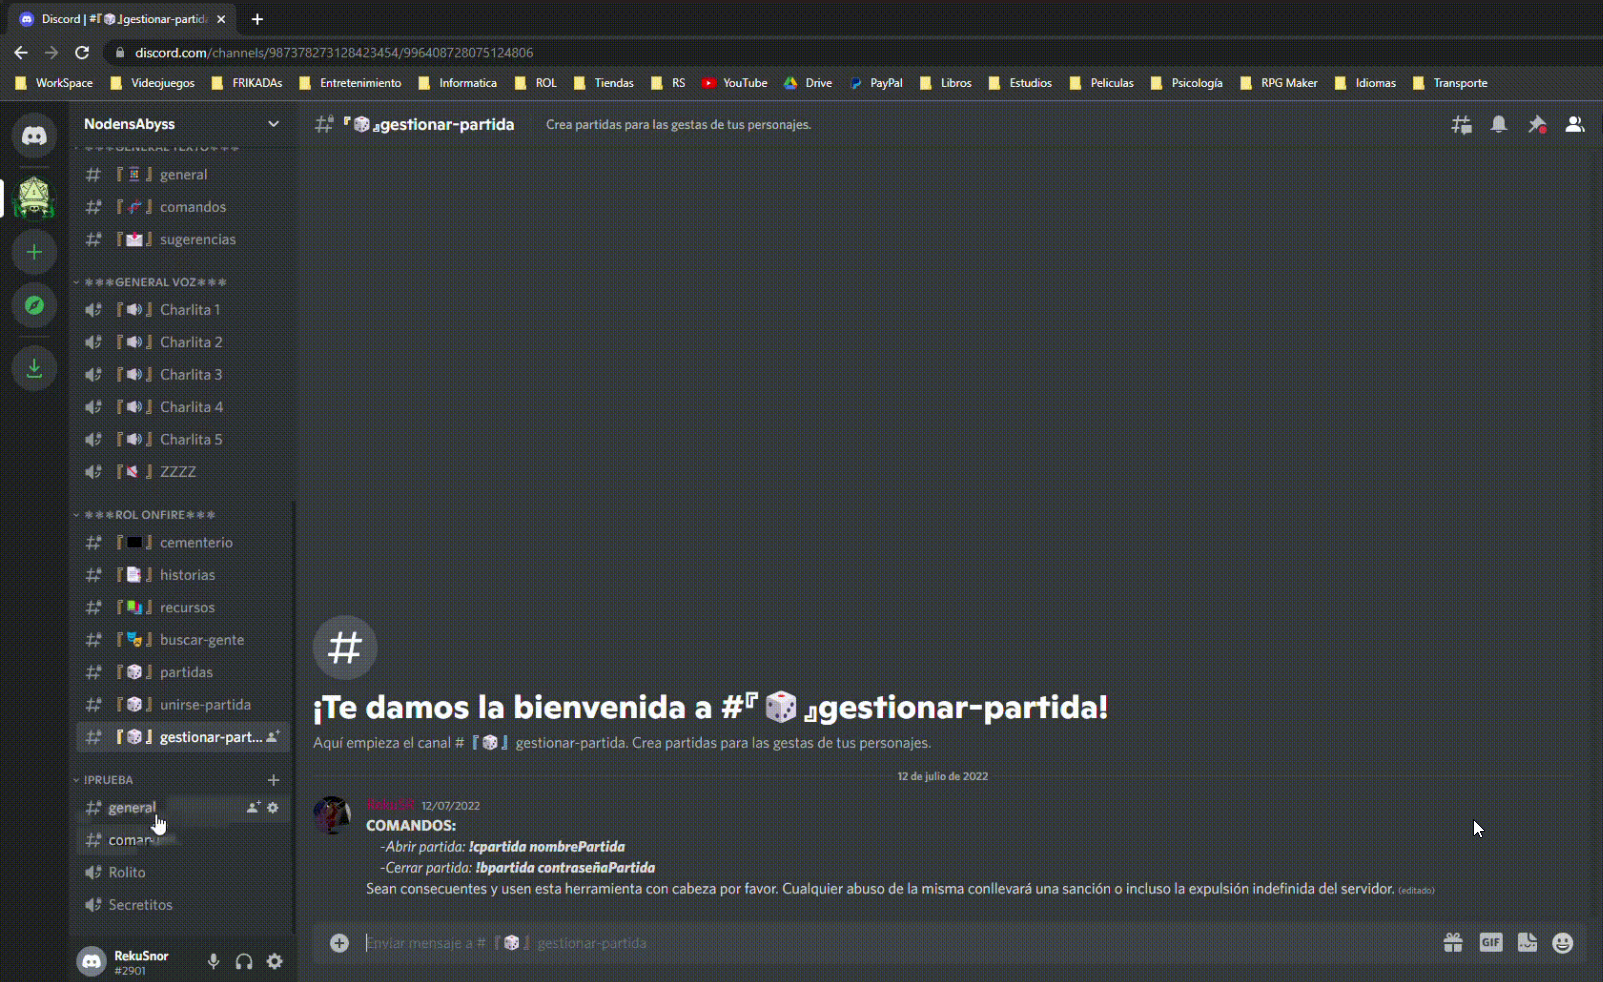 Discord | #『🎲』gestionar-partida
discord.com/channels/987378273128423454/996408728075124806
WorkSpace Videojuegos FRIKADAs Entretenimiento Informatica ROL Tiendas RS YouTube Drive PayPal Libros Estudios Peliculas Psicología RPG Maker Idiomas Transporte
NodensAbyss
#『🎲』gestionar-partida Crea partidas para las gestas de tus personajes.
***GENERAL TEXTO***
general
comandos
sugerencias
***GENERAL VOZ***
Charlita 1
Charlita 2
Charlita 3
Charlita 4
Charlita 5
ZZZZ
***ROL ONFIRE***
cementerio
historias
recursos
buscar-gente
partidas
unirse-partida
gestionar-part...
!PRUEBA
general
Rolito
Secretitos
RekuSnor
#2901
¡Te damos la bienvenida a #『🎲』gestionar-partida!
Aquí empieza el canal #『🎲』gestionar-partida. Crea partidas para las gestas de tus personajes.
12 de julio de 2022
12/07/2022
COMANDOS:
-Abrir partida: !cpartida nombrePartida
-Cerrar partida: !bpartida contraseñaPartida
Sean consecuentes y usen esta herramienta con cabeza por favor. Cualquier abuso de la misma conllevará una sanción o incluso la expulsión indefinida del servidor. (editado)
Enviar mensaje a #『🎲』gestionar-partida
GIF